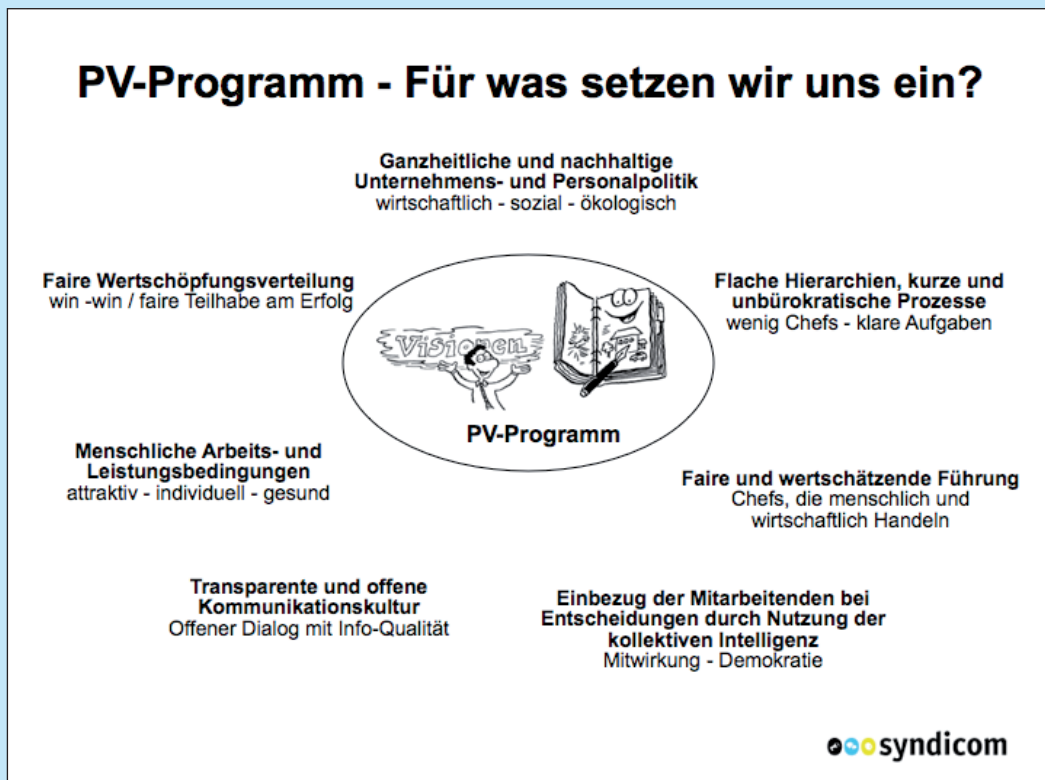 PV-Programm - Für was setzen wir uns ein?
Ganzheitliche und nachhaltige
Unternehmens- und Personalpolitik
wirtschaftlich - sozial - ökologisch
Faire Wertschöpfungsverteilung
win -win / faire Teilhabe am Erfolg
Flache Hierarchien, kurze und
unbürokratische Prozesse
wenig Chefs - klare Aufgaben
Visionen
PV-Programm
Menschliche Arbeits- und
Leistungsbedingungen
attraktiv - individuell - gesund
Faire und wertschätzende Führung
Chefs, die menschlich und
wirtschaftlich Handeln
Transparente und offene
Kommunikationskultur
Offener Dialog mit Info-Qualität
Einbezug der Mitarbeitenden bei
Entscheidungen durch Nutzung der
kollektiven Intelligenz
Mitwirkung - Demokratie
syndicom